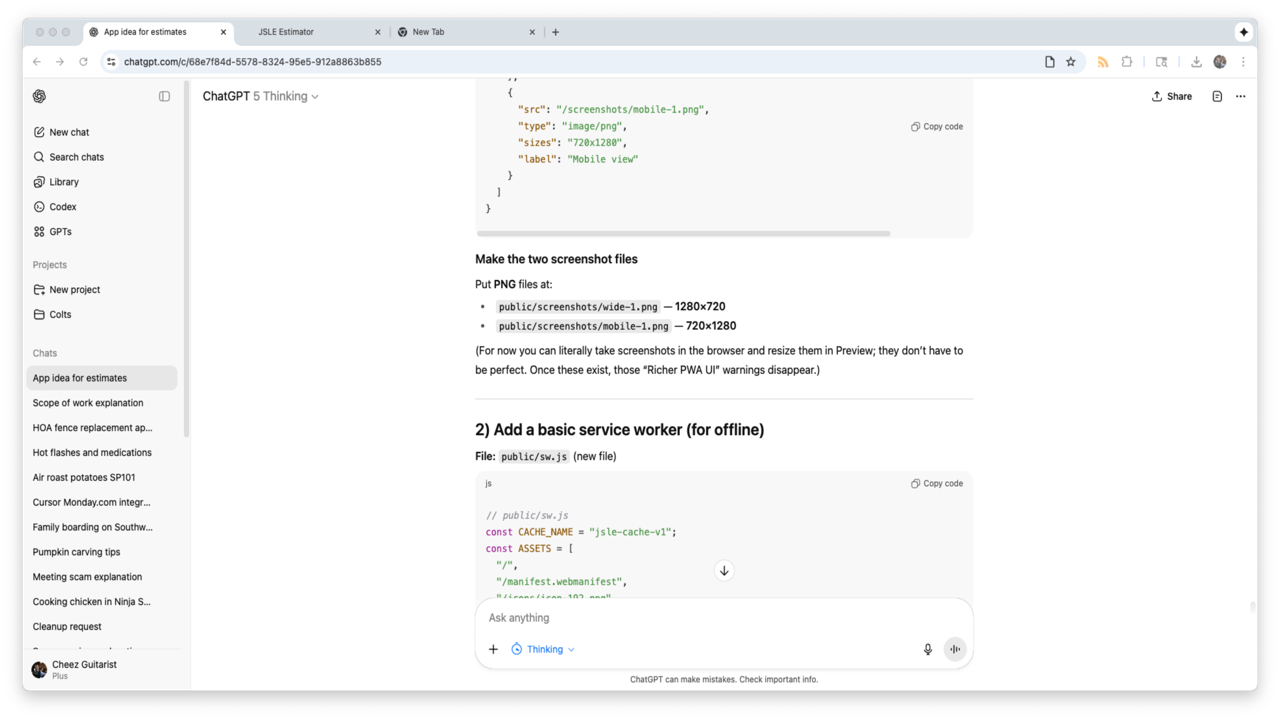 App idea for estimates
JSLE Estimator
New Tab
chatgpt.com/c/68e7f84d-5578-8324-95e5-912a8863b855
ChatGPT 5 Thinking
Share
New chat
Search chats
Library
Codex
GPTs
Projects
New project
Colts
Chats
App idea for estimates
Scope of work explanation
HOA fence replacement ap...
Hot flashes and medications
Air roast potatoes SP101
Cursor Monday.com integr...
Family boarding on Southw...
Pumpkin carving tips
Meeting scam explanation
Cooking chicken in Ninja S...
Cleanup request
Cheez Guitarist
Plus
{
"src": "/screenshots/mobile-1.png",
"type": "image/png",
Copy code
"sizes": "720x1280",
"label": "Mobile view"
}
]
}
Make the two screenshot files
Put PNG files at:
• public/screenshots/wide-1.png — 1280×720
• public/screenshots/mobile-1.png — 720×1280
(For now you can literally take screenshots in the browser and resize them in Preview; they don’t have to
be perfect. Once these exist, those “Richer PWA UI” warnings disappear.)
2) Add a basic service worker (for offline)
File: public/sw.js (new file)
js
Copy code
// public/sw.js
const CACHE_NAME = "jsle-cache-v1";
const ASSETS = [
"/",
"/manifest.webmanifest",
"/icons/icon-192.png"
Ask anything
Thinking
ChatGPT can make mistakes. Check important info.